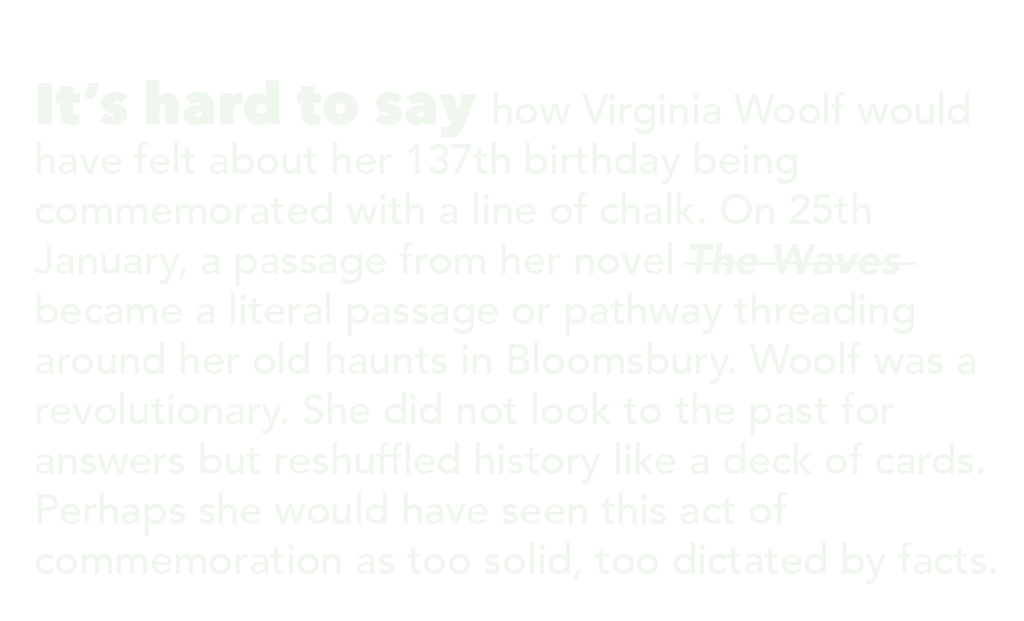 It’s hard to say how Virginia Woolf would
have felt about her 137th birthday being
commemorated with a line of chalk. On 25th
January, a passage from her novel The Waves
became a literal passage or pathway threading
around her old haunts in Bloomsbury. Woolf was a
revolutionary. She did not look to the past for
answers but reshuffled history like a deck of cards.
Perhaps she would have seen this act of
commemoration as too solid, too dictated by facts.